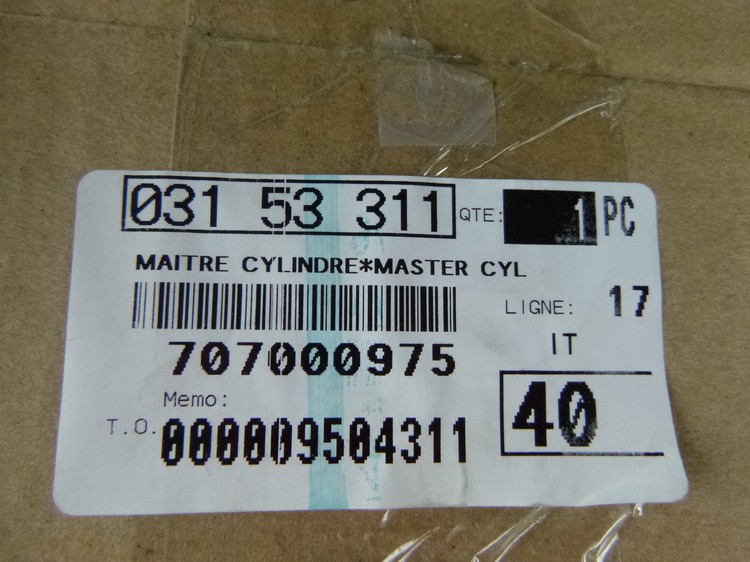 031 53 311 QTE: 1 PC
MAITRE CYLINDRE*MASTER CYL
LIGNE: 17
707000975
IT
Memo:
40
T.O. 000009504311